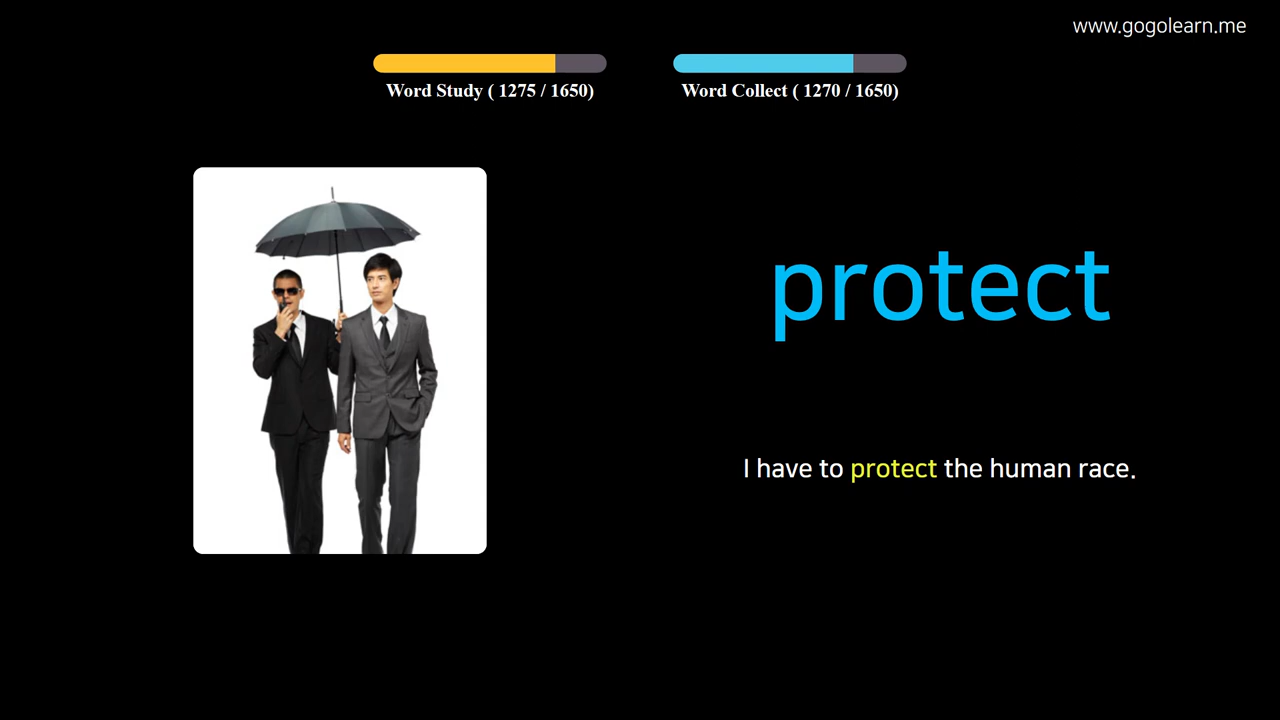 www.gogolearn.me
Word Study ( 1275 / 1650)
Word Collect ( 1270 / 1650)
protect
I have to protect the human race.